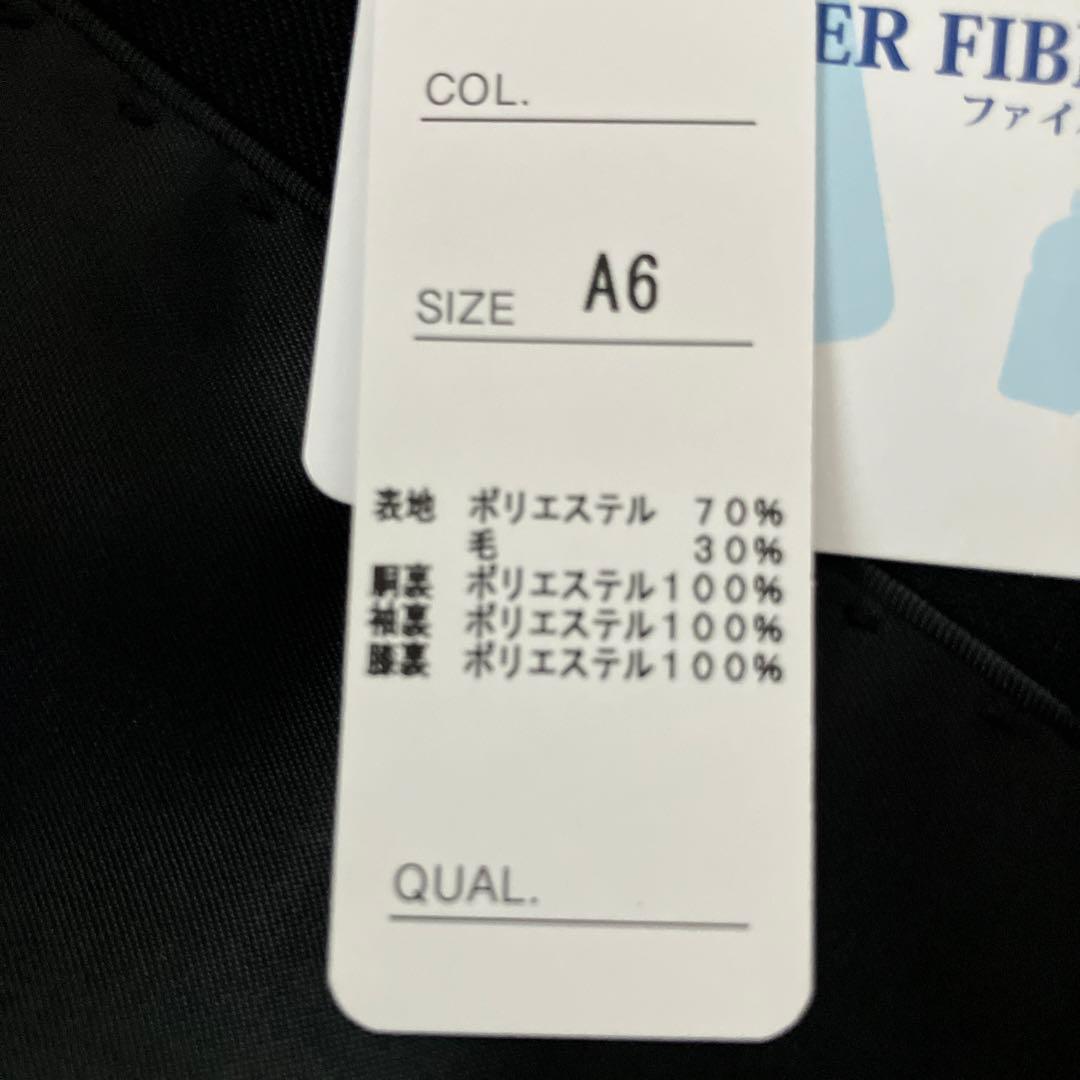 COL.
SIZE A6
表地 ポリエステル 70%
毛 30%
胴裏 ポリエステル100%
袖裏 ポリエステル100%
膝裏 ポリエステル100%
QUAL.
ER FIB
ファイ